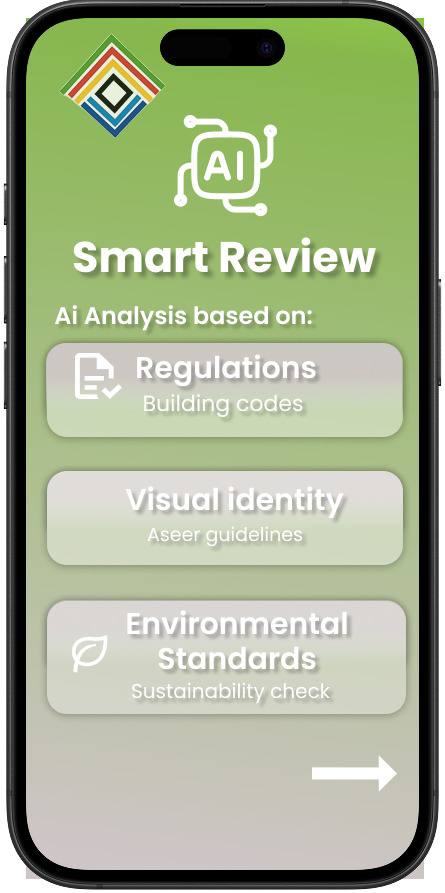 AI
Smart Review
Ai Analysis based on:
Regulations
Building codes
Visual identity
Aseer guidelines
Environmental
Standards
Sustainability check